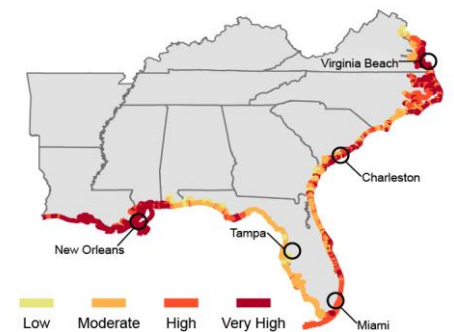 Virginia Beach
Charleston
Tampa
New Orleans
Miami
Low Moderate High Very High